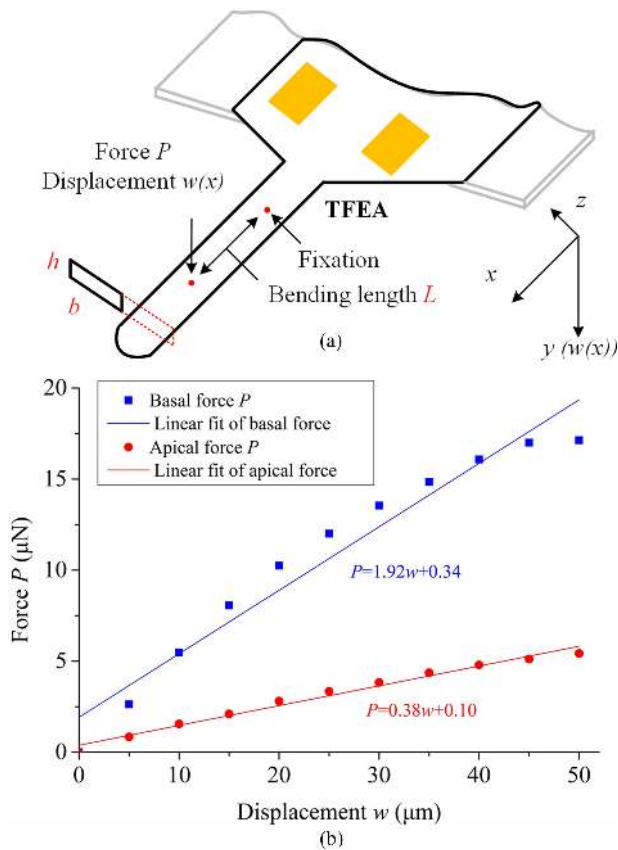 Force P
Displacement w(x)
TFEA
Fixation
Bending length L
h
b
z
x
y (w(x))
(a)
20
15
10
5
0
Force P (μN)
Basal force P
Linear fit of basal force
Apical force P
Linear fit of apical force
P=1.92w+0.34
P=0.38w+0.10
0
10
20
30
40
50
Displacement w (μm)
(b)